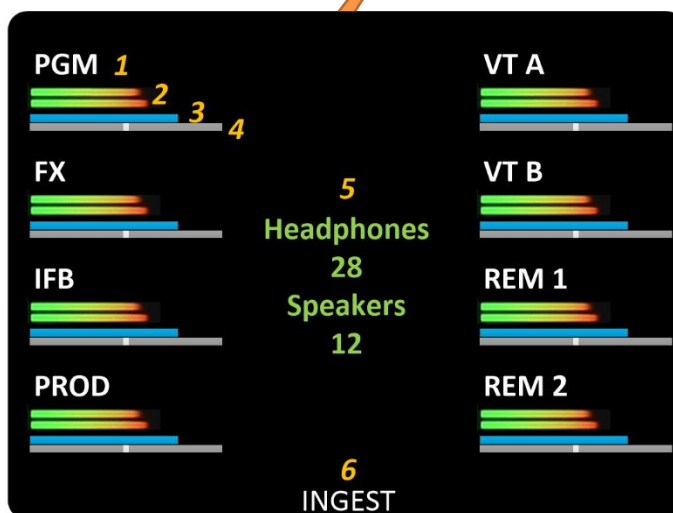 PGM 1
2
3
4
FX
IFB
PROD
5
Headphones
28
Speakers
12
6
INGEST
VT A
VT B
REM 1
REM 2